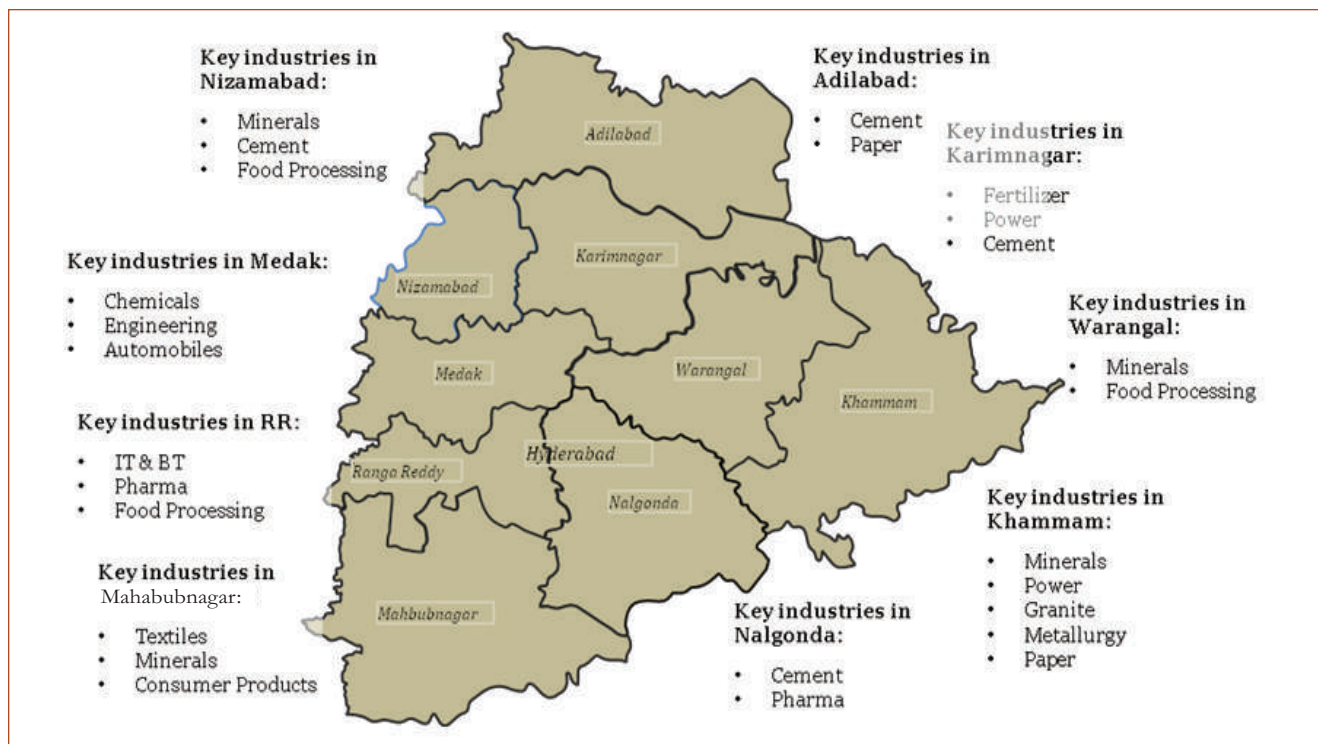 Key industries in
Nizamabad:
• Minerals
• Cement
• Food Processing
Key industries in
Adilabad:
• Cement
• Paper
Key industries in
Karimnagar:
• Fertilizer
• Power
• Cement
Key industries in Medak:
• Chemicals
• Engineering
• Automobiles
Key industries in
Warangal:
• Minerals
• Food Processing
Key industries in RR:
• IT & BT
• Pharma
• Food Processing
Key industries in
Khammam:
• Minerals
• Power
• Granite
• Metallurgy
• Paper
Key industries in
Mahabubnagar:
• Textiles
• Minerals
• Consumer Products
Key industries in
Nalgonda:
• Cement
• Pharma
Adilabad
Karimnagar
Nizamabad
Medak
Warangal
Khammam
Hyderabad
Ranga Reddy
Nalgonda
Mahbubnagar